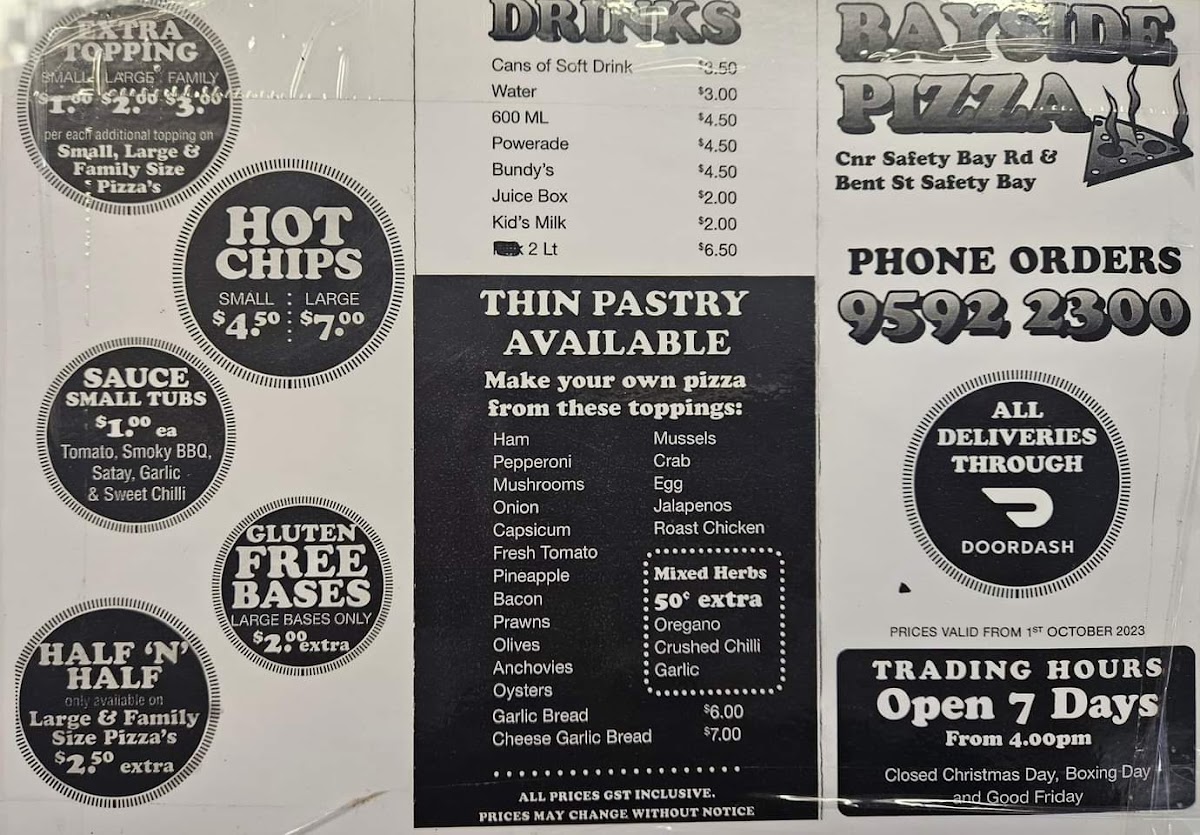 EXTRA
TOPPING
SMALL LARGE FAMILY
$1.00 $2.00 $3.00
per each additional topping on
Small, Large &
Family Size
Pizza's
HOT
CHIPS
SMALL : LARGE
$4.50 : $7.00
SAUCE
SMALL TUBS
$1.00 ea
Tomato, Smoky BBQ,
Satay, Garlic
& Sweet Chilli
GLUTEN
FREE
BASES
LARGE BASES ONLY
$2.00 extra
HALF 'N'
HALF
only available on
Large & Family
Size Pizza's
$2.50 extra
DRINKS
Cans of Soft Drink $3.50
Water $3.00
600 ML $4.50
Powerade $4.50
Bundy's $4.50
Juice Box $2.00
Kid's Milk $2.00
2 Lt $6.50
THIN PASTRY
AVAILABLE
Make your own pizza
from these toppings:
Ham
Pepperoni
Mushrooms
Onion
Capsicum
Fresh Tomato
Pineapple
Bacon
Prawns
Olives
Anchovies
Oysters
Mussels
Crab
Egg
Jalapenos
Roast Chicken
Mixed Herbs
50¢ extra
Oregano
Crushed Chilli
Garlic
Garlic Bread $6.00
Cheese Garlic Bread $7.00
ALL PRICES GST INCLUSIVE.
PRICES MAY CHANGE WITHOUT NOTICE
BAYSIDE
PIZZA
Cnr Safety Bay Rd &
Bent St Safety Bay
PHONE ORDERS
9592 2300
ALL
DELIVERIES
THROUGH
DOORDASH
PRICES VALID FROM 1ST OCTOBER 2023
TRADING HOURS
Open 7 Days
From 4.00pm
Closed Christmas Day, Boxing Day
and Good Friday